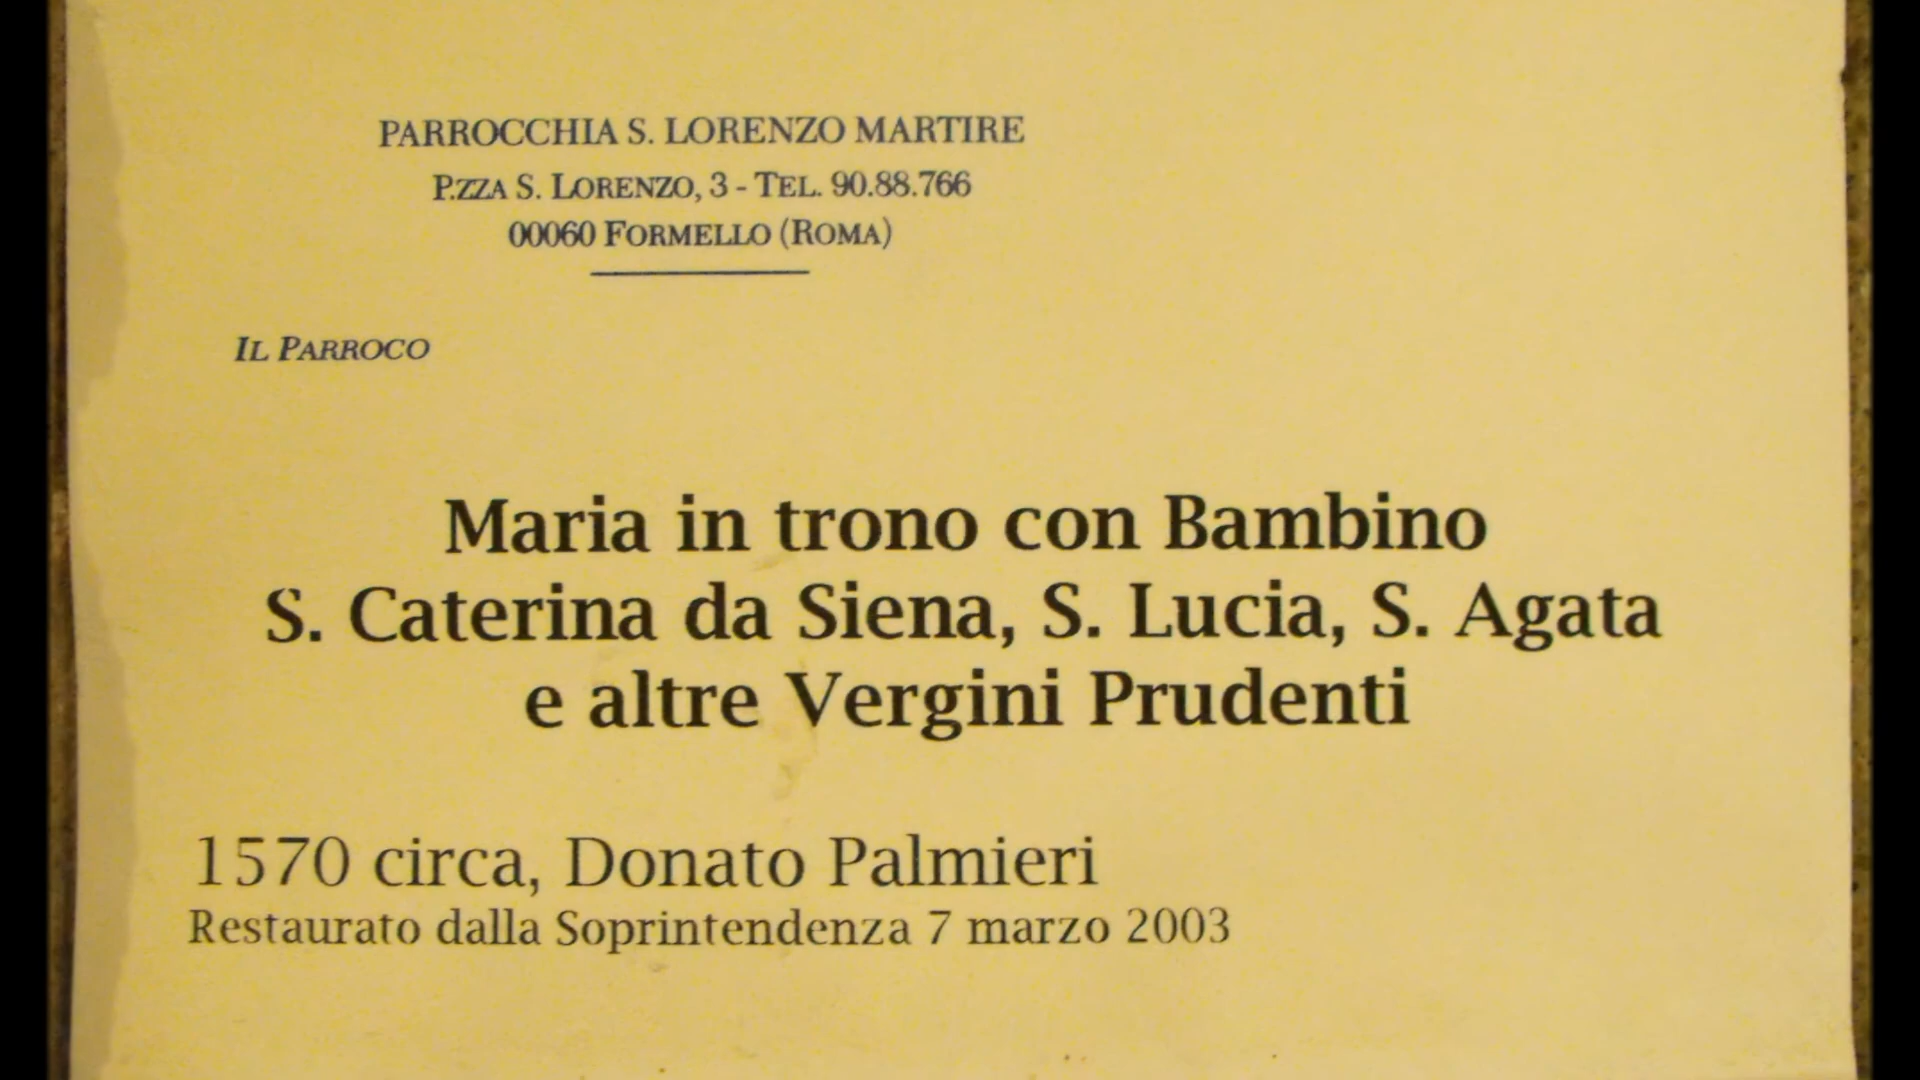 PARROCCHIA S. LORENZO MARTIRE
P.ZZA S. LORENZO, 3 - TEL. 90.88.766
00060 FORMELLO (ROMA)
IL PARROCO
Maria in trono con Bambino
S. Caterina da Siena, S. Lucia, S. Agata
e altre Vergini Prudenti
1570 circa, Donato Palmieri
Restaurato dalla Soprintendenza 7 marzo 2003